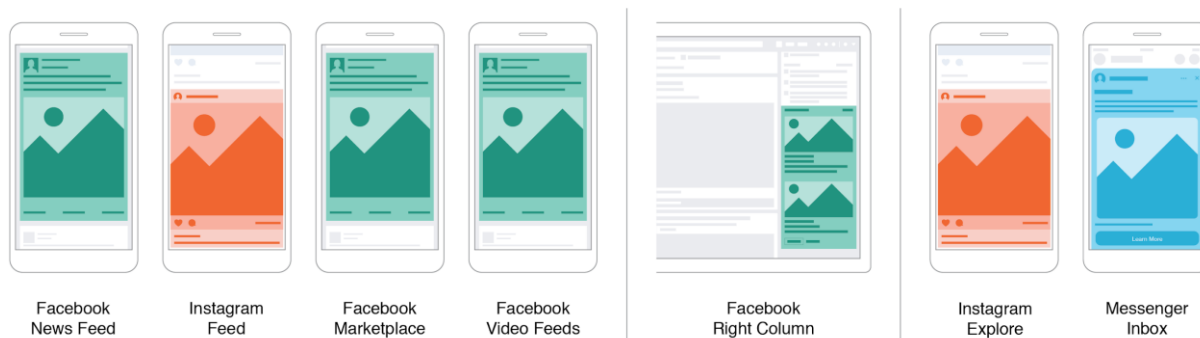 Learn More
Facebook
News Feed
Instagram
Feed
Facebook
Marketplace
Facebook
Video Feeds
Facebook
Right Column
Instagram
Explore
Messenger
Inbox